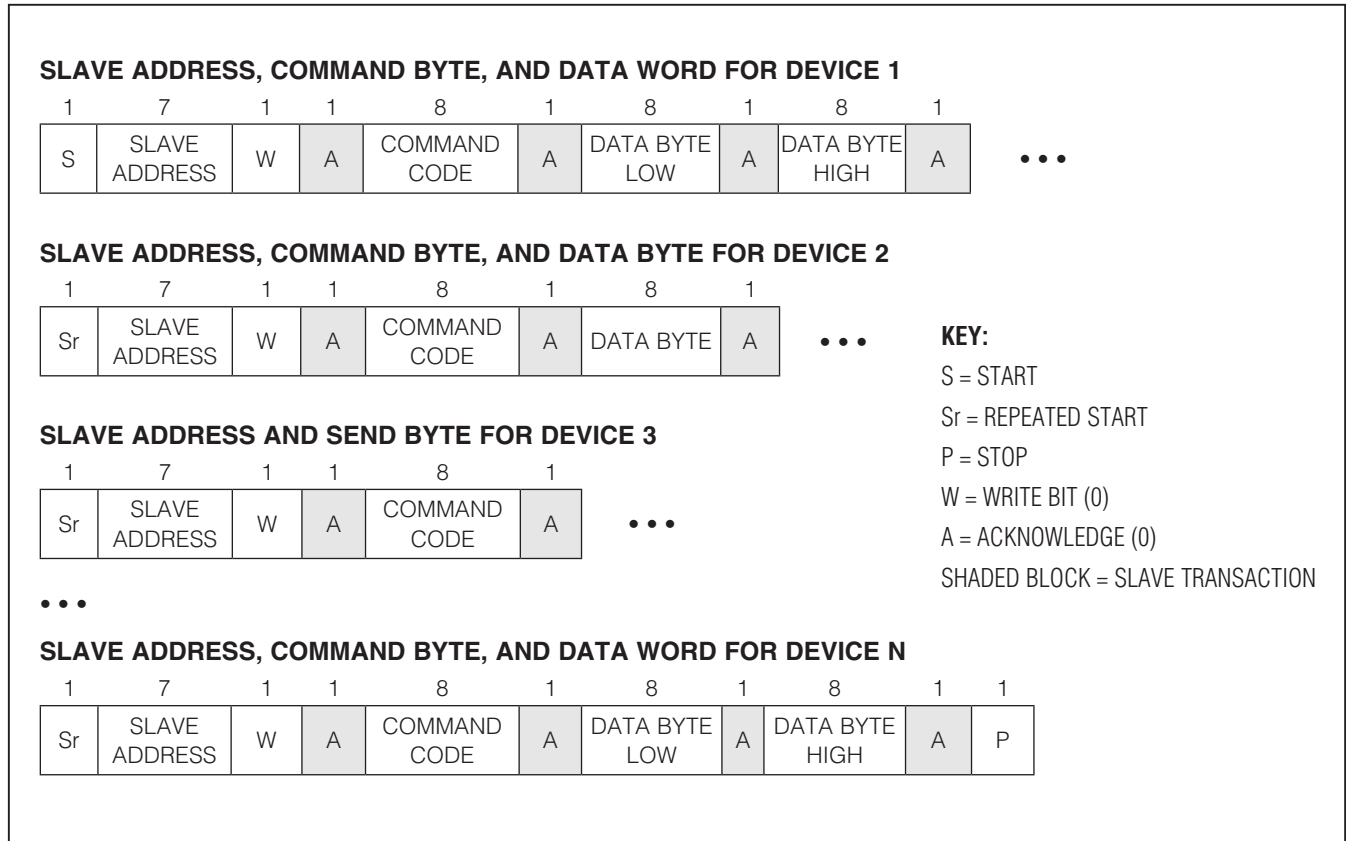 SLAVE ADDRESS, COMMAND BYTE, AND DATA WORD FOR DEVICE 1
1 7 1 1 8 1 8 1 8 1
S SLAVE ADDRESS W A COMMAND CODE A DATA BYTE LOW A DATA BYTE HIGH A •••
SLAVE ADDRESS, COMMAND BYTE, AND DATA BYTE FOR DEVICE 2
1 7 1 1 8 1 8 1
Sr SLAVE ADDRESS W A COMMAND CODE A DATA BYTE A •••
SLAVE ADDRESS AND SEND BYTE FOR DEVICE 3
1 7 1 1 8 1
Sr SLAVE ADDRESS W A COMMAND CODE A •••
•••
SLAVE ADDRESS, COMMAND BYTE, AND DATA WORD FOR DEVICE N
1 7 1 1 8 1 8 1 8 1 1
Sr SLAVE ADDRESS W A COMMAND CODE A DATA BYTE LOW A DATA BYTE HIGH A P
KEY:
S = START
Sr = REPEATED START
P = STOP
W = WRITE BIT (0)
A = ACKNOWLEDGE (0)
SHADED BLOCK = SLAVE TRANSACTION